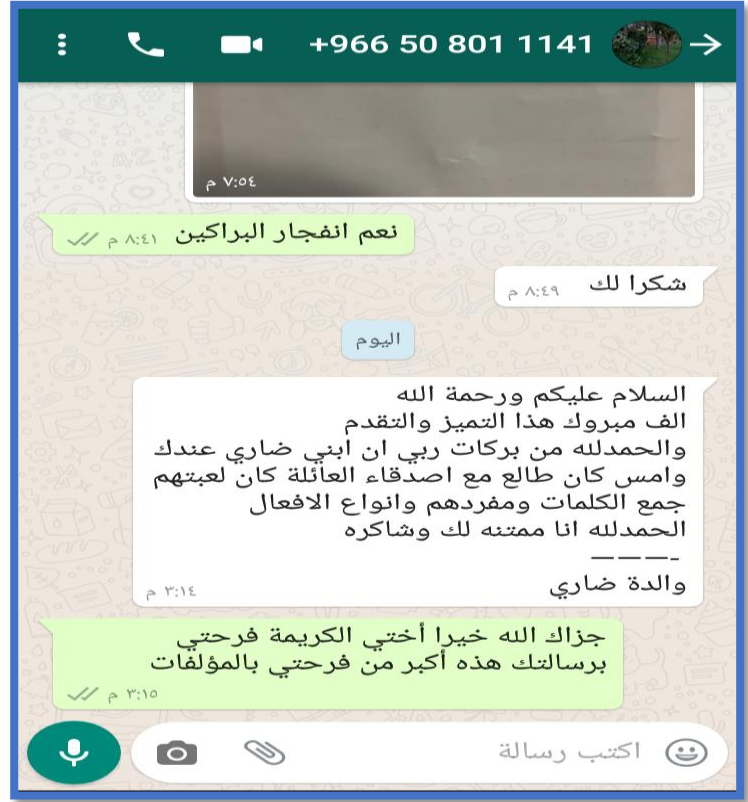 +966 50 801 1141
٧:٥٤ م
نعم انفجار البراكين ٨:٤١ م
شكرا لك ٨:٤٩ م
اليوم
السلام عليكم ورحمة الله
الف مبروك هذا التميز والتقدم
والحمدلله من بركات ربي ان ابني ضاري عندك
وامس كان طالع مع اصدقاء العائلة كان لعبتهم
جمع الكلمات ومفردهم وانواع الافعال
الحمدلله انا ممتنه لك وشاكره
ـ———
والدة ضاري
٣:١٤ م
جزاك الله خيرا أختي الكريمة فرحتي
برسالتك هذه أكبر من فرحتي بالمؤلفات
٣:١٥ م
اكتب رسالة